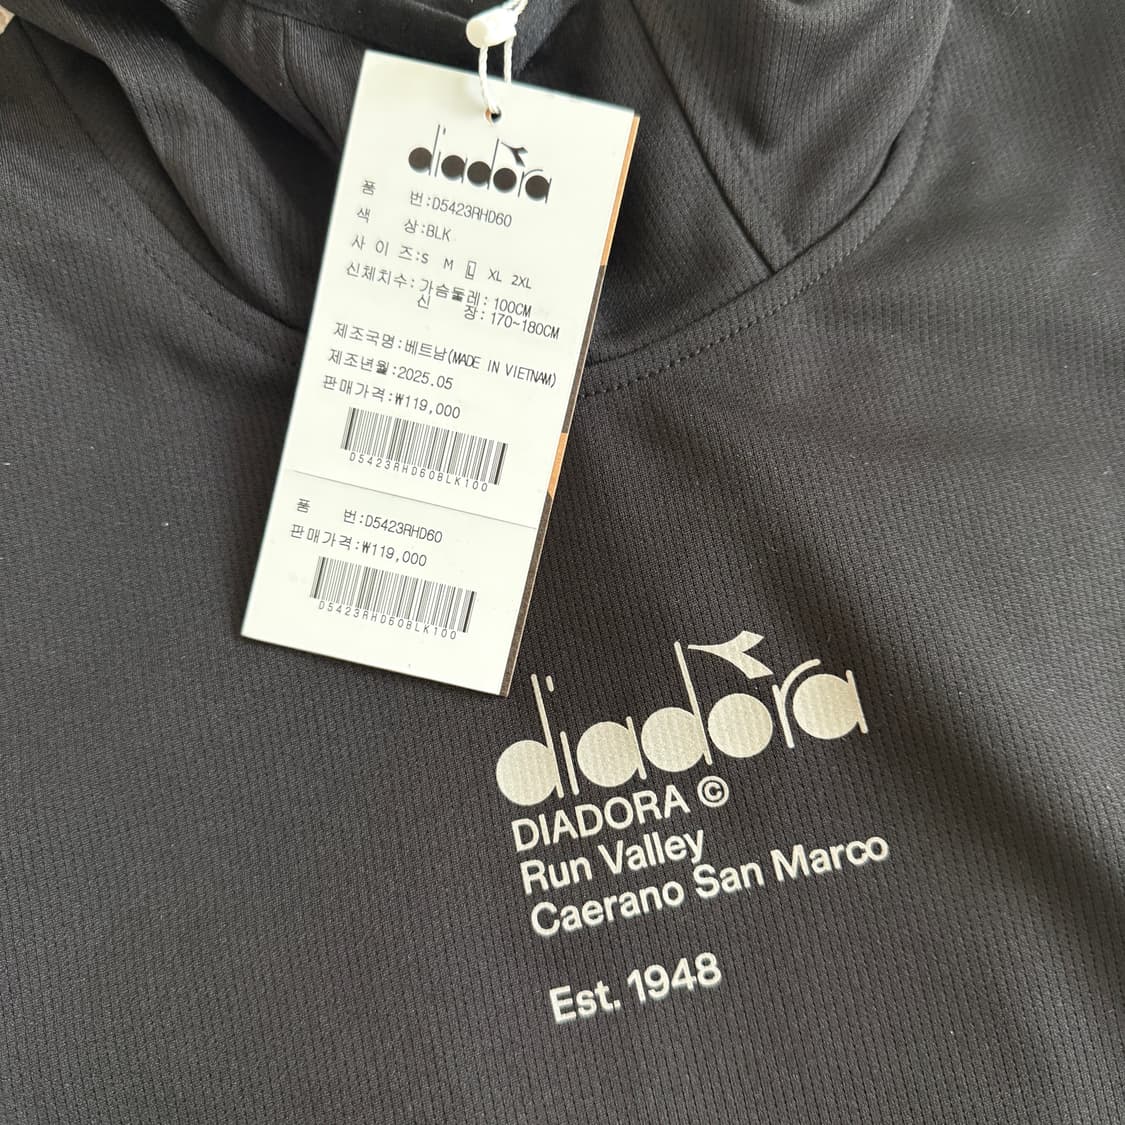 diadora
품 번:D5423RHD60
색 상:BLK
사 이 즈:S M L XL 2XL
신체치수:가슴둘레:100CM
신 장:170~180CM
제조국명:베트남(MADE IN VIETNAM)
제조년월:2025.05
판매가격:₩119,000
D5423RHD60BLK100
품 번:D5423RHD60
판매가격:₩119,000
D5423RHD60BLK100
diadora
DIADORA ©
Run Valley
Caerano San Marco
Est. 1948